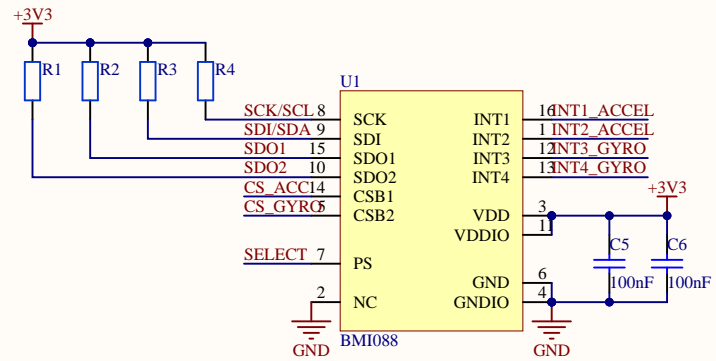 +3V3
R1 R2 R3 R4
U1
SCK/SCL 8 SCK INT1 16 INT1_ACCEL
SDI/SDA 9 SDI INT2 1 INT2_ACCEL
SDO1 15 SDO1 INT3 12 INT3_GYRO
SDO2 10 SDO2 INT4 13 INT4_GYRO
CS_ACC 14 CSB1
+3V3
CS_GYRO 5 CSB2 VDD 3
VDDIO 11
C5 C6
SELECT 7 PS
GND 6 100nF 100nF
2 NC GNDIO 4
GND BMI088 GND